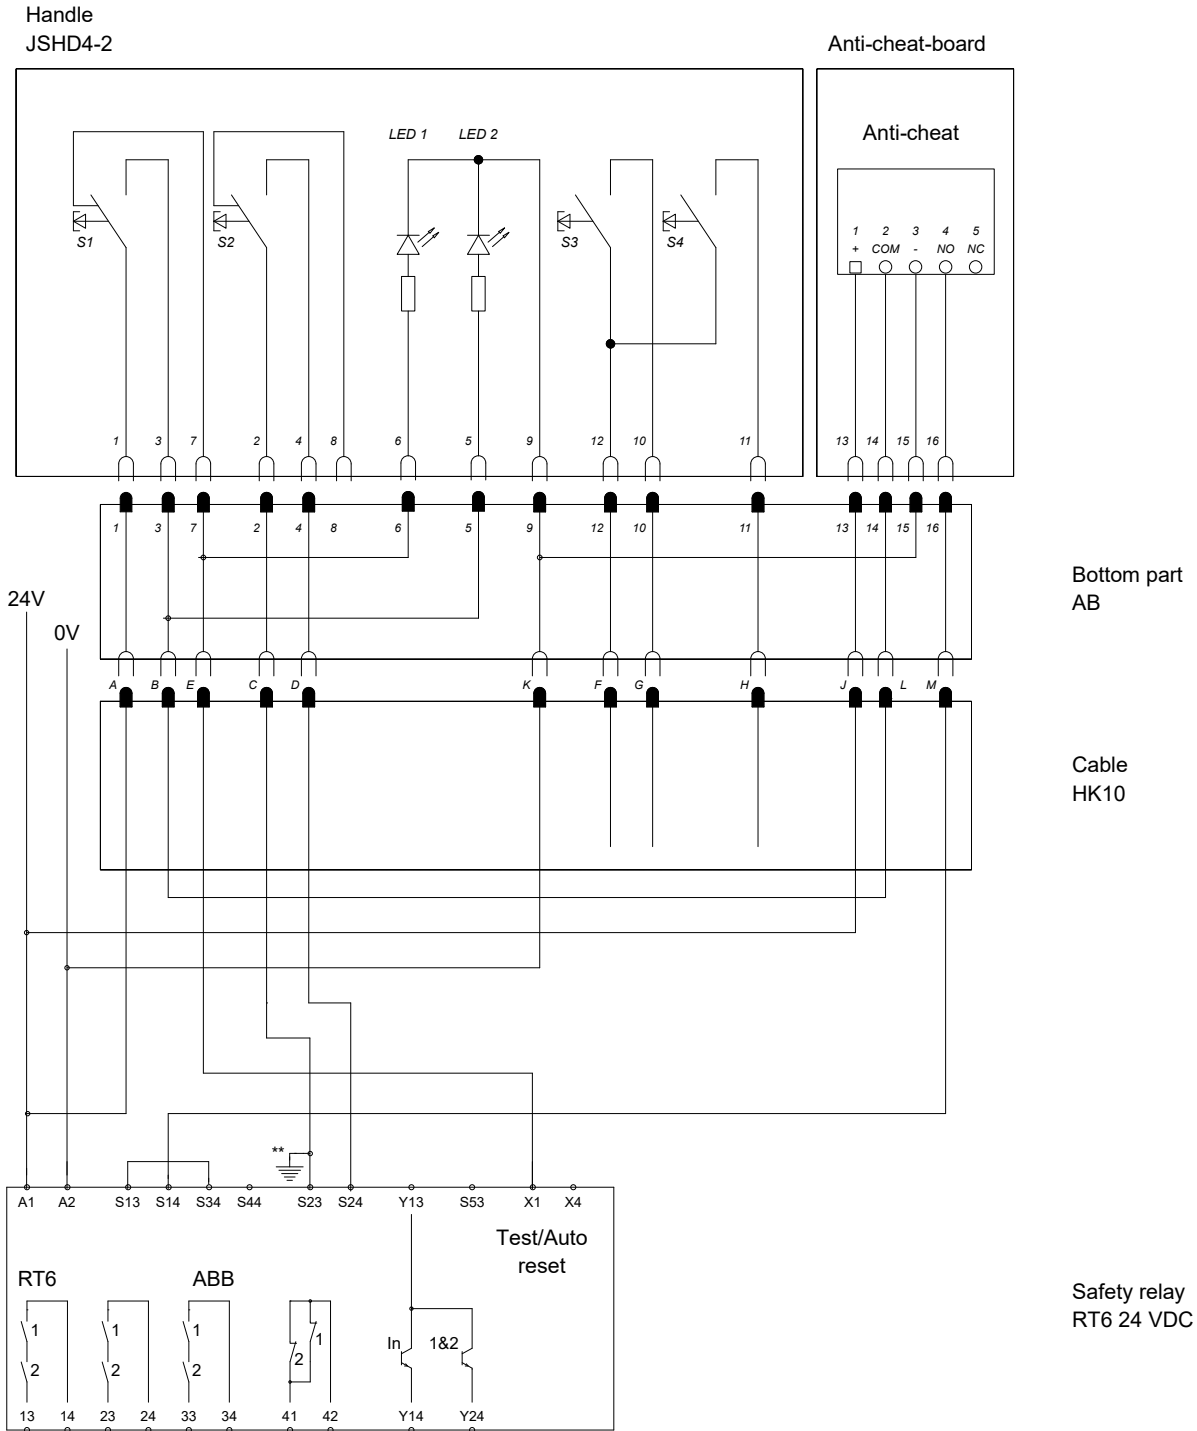 Handle
JSHD4-2
Anti-cheat-board
LED 1 LED 2
Anti-cheat
S1 S2 S3 S4
1 2 3 4 5
+ COM - NO NC
1 3 7 2 4 8 6 5 9 12 10 11 13 14 15 16
1 3 7 2 4 8 6 5 9 12 10 11 13 14 15 16
Bottom part
AB
24V
0V
A B E C D K F G H J L M
Cable
HK10
**
A1 A2 S13 S14 S34 S44 S23 S24 Y13 S53 X1 X4
Test/Auto
reset
RT6 ABB
Safety relay
RT6 24 VDC
1 1 1 1 In 1&2
2 2 2 2
13 14 23 24 33 34 41 42 Y14 Y24